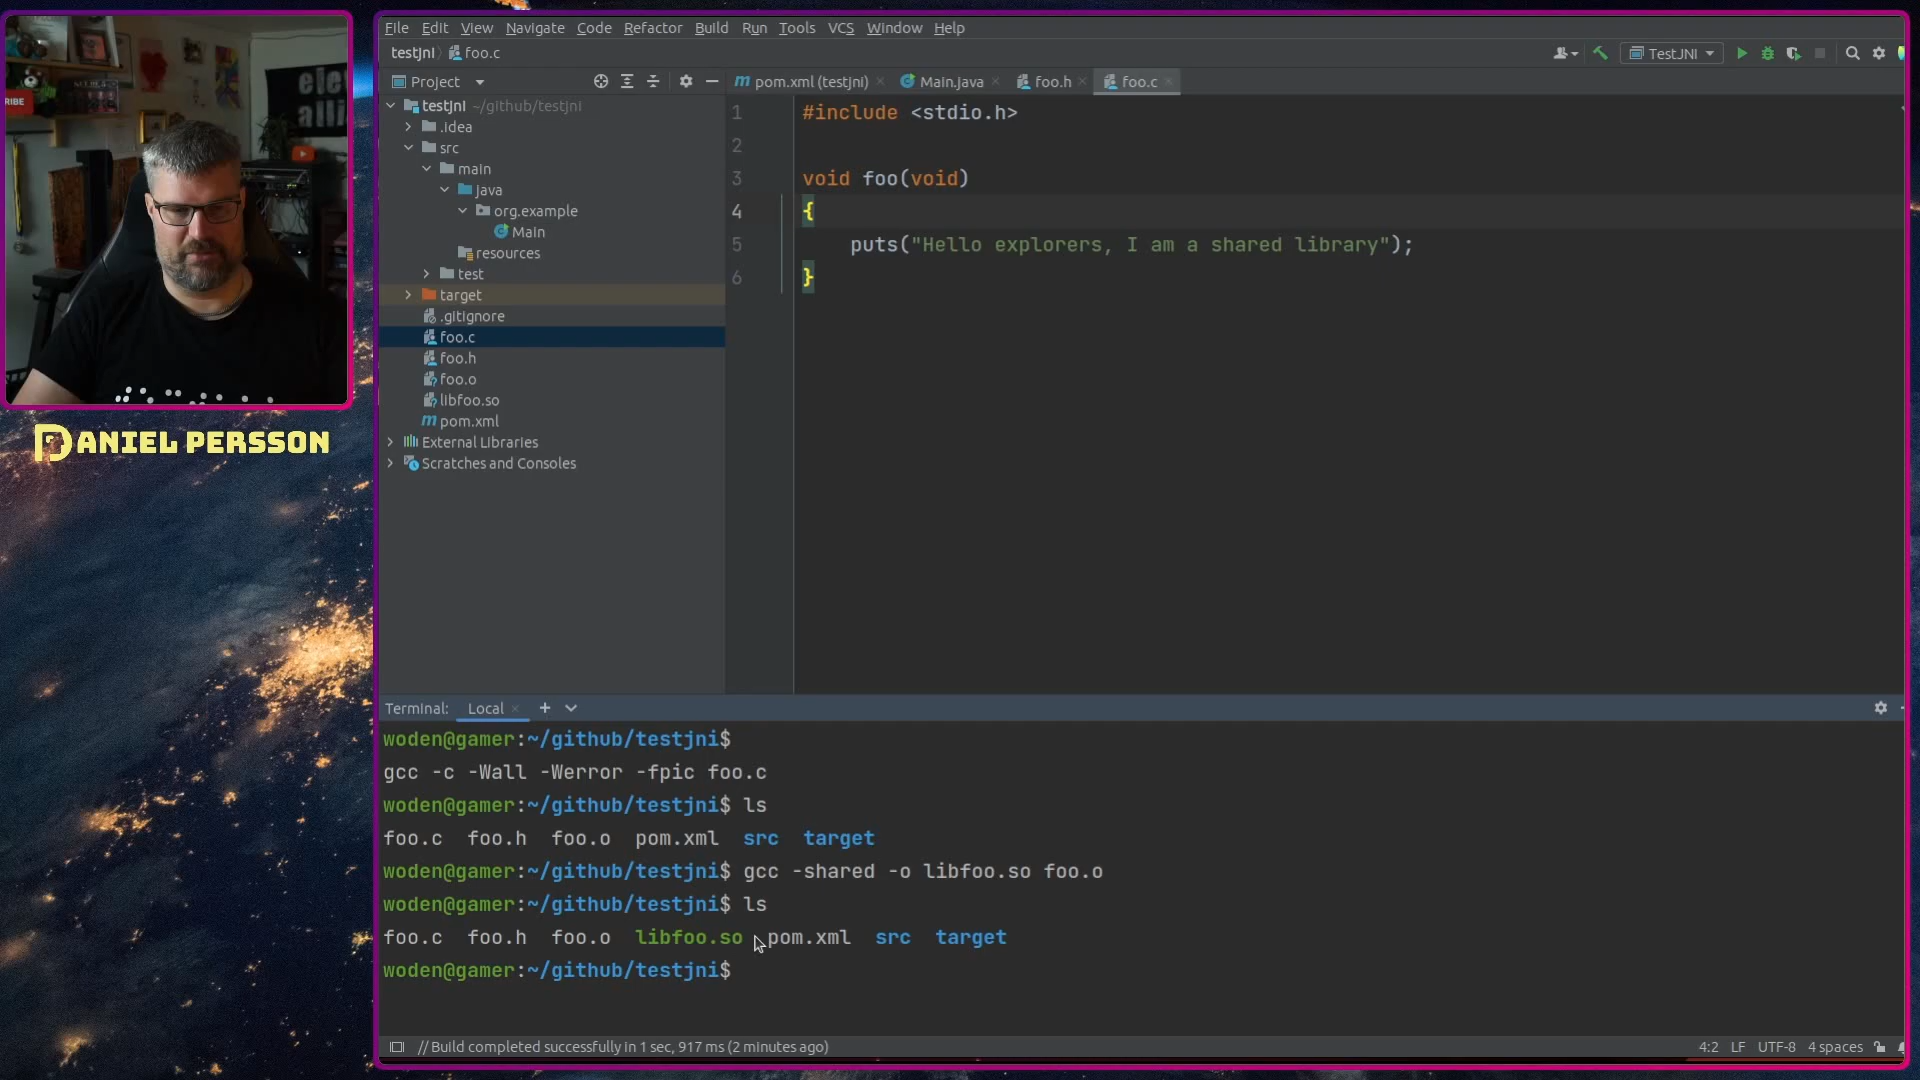 File Edit View Navigate Code Refactor Build Run Tools VCS Window Help
testjni foo.c
TestJNI
Project
pom.xml (testjni) Main.java foo.h foo.c
testjni ~/github/testjni
.idea
src
main
java
org.example
Main
resources
test
target
.gitignore
foo.c
foo.h
foo.o
libfoo.so
pom.xml
External Libraries
Scratches and Consoles
1 #include <stdio.h>
2
3 void foo(void)
4 {
5 puts("Hello explorers, I am a shared library");
6 }
DANIEL PERSSON
Terminal: Local
woden@gamer:~/github/testjni$
gcc -c -Wall -Werror -fpic foo.c
woden@gamer:~/github/testjni$ ls
foo.c foo.h foo.o pom.xml src target
woden@gamer:~/github/testjni$ gcc -shared -o libfoo.so foo.o
woden@gamer:~/github/testjni$ ls
foo.c foo.h foo.o libfoo.so pom.xml src target
woden@gamer:~/github/testjni$
// Build completed successfully in 1 sec, 917 ms (2 minutes ago)
4:2 LF UTF-8 4 spaces